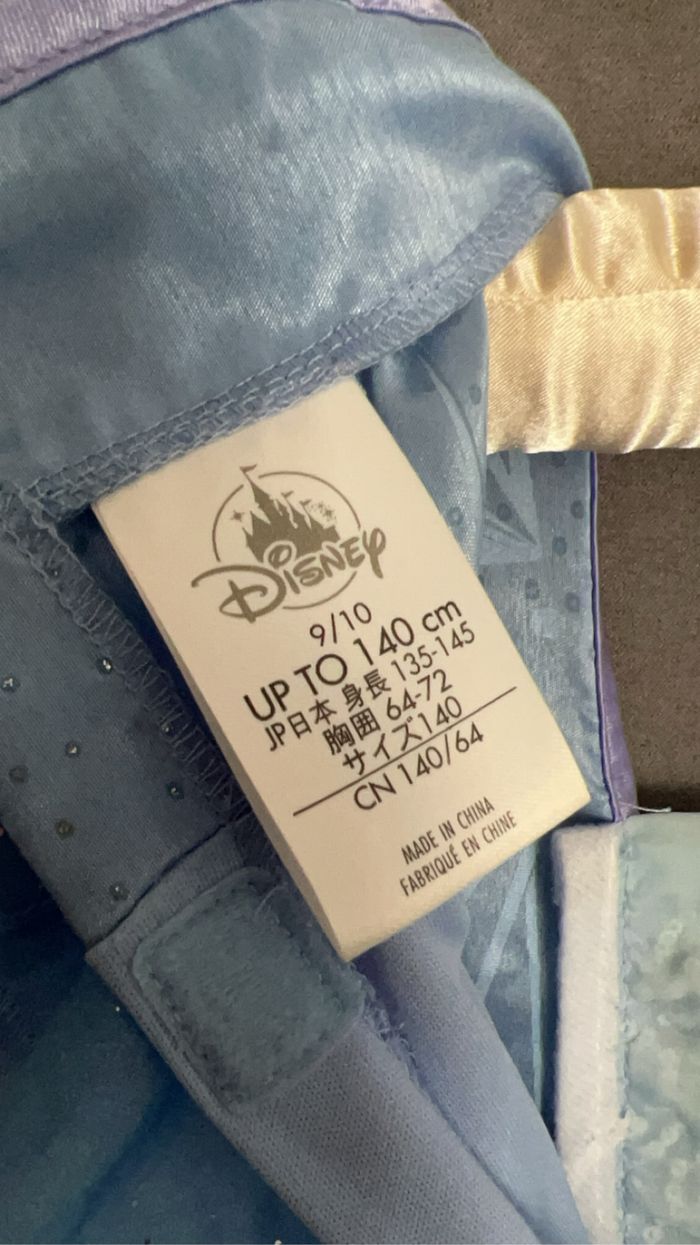 Disney
9/10
UP TO 140 cm
JP日本 身長 135-145
胸囲 64-72
サイズ140
CN 140/64
MADE IN CHINA
FABRIQUÉ EN CHINE